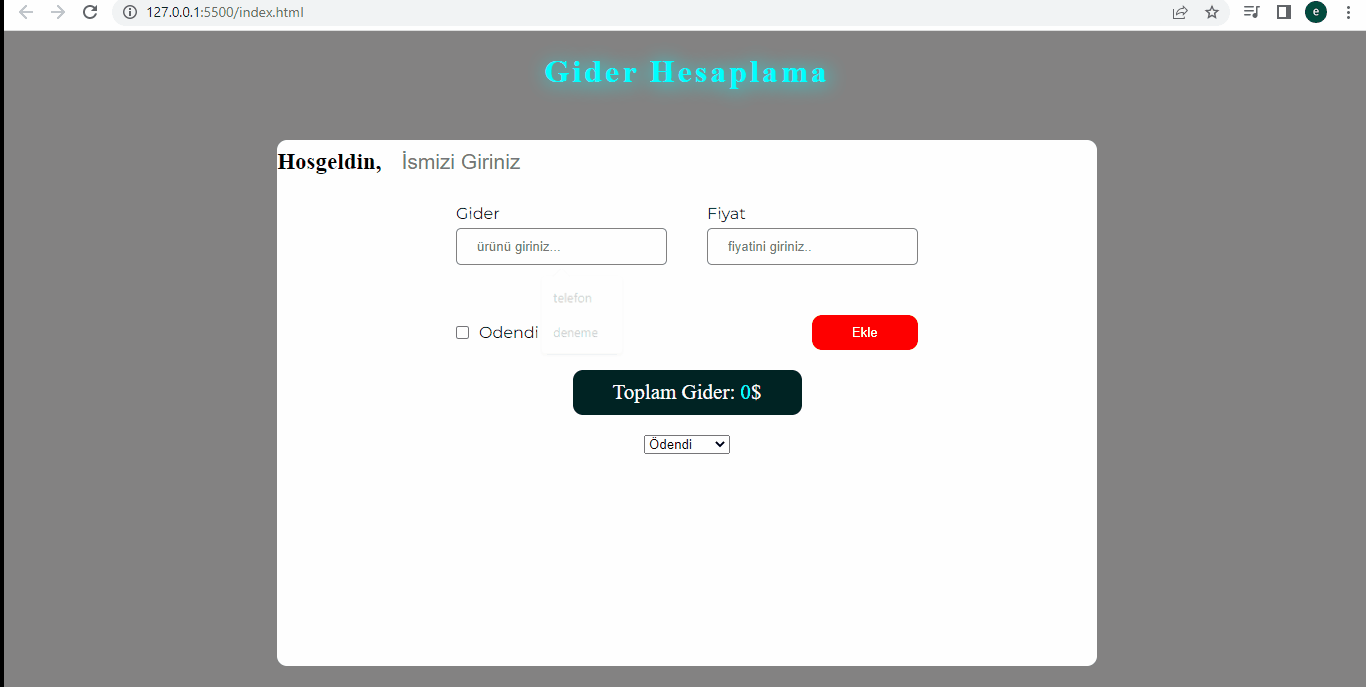 127.0.0.1:5500/index.html
e
Gider Hesaplama
Hosgeldin, İsmizi Giriniz
Gider Fiyat
ürünü giriniz... fiyatini giriniz..
telefon
Odendi deneme Ekle
Toplam Gider: 0$
Ödendi